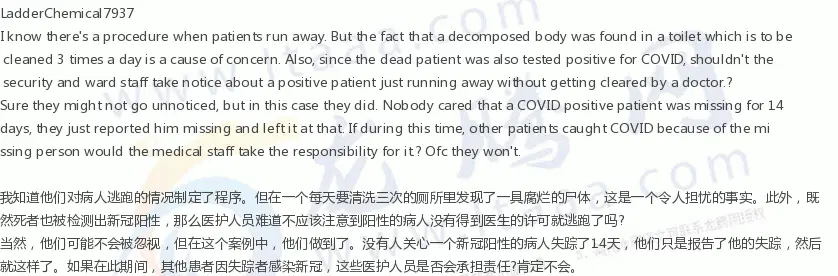 LadderChemical7937
I know there's a procedure when patients run away. But the fact that a decomposed body was found in a toilet which is to be
cleaned 3 times a day is a cause of concern. Also, since the dead patient was also tested positive for COVID, shouldn't the
security and ward staff take notice about a positive patient just running away without getting cleared by a doctor.?
Sure they might not go unnoticed, but in this case they did. Nobody cared that a COVID positive patient was missing for 14
days, they just reported him missing and left it at that. If during this time, other patients caught COVID because of the mi
ssing person would the medical staff take the responsibility for it.? Ofc they won't.
我知道他们对病人逃跑的情况制定了程序。但在一个每天要清洗三次的厕所里发现了一具腐烂的尸体，这是一个令人担忧的事实。此外，既
然死者也被检测出新冠阳性，那么医护人员难道不应该注意到阳性的病人没有得到医生的许可就逃跑了吗?
当然，他们可能不会被忽视，但在这个案例中，他们做到了。没有人关心一个新冠阳性的病人失踪了14天，他们只是报告了他的失踪，然后
就这样了。如果在此期间，其他患者因失踪者感染新冠，这些医护人员是否会承担责任?肯定不会。
www.ltaaa.com
龙腾网